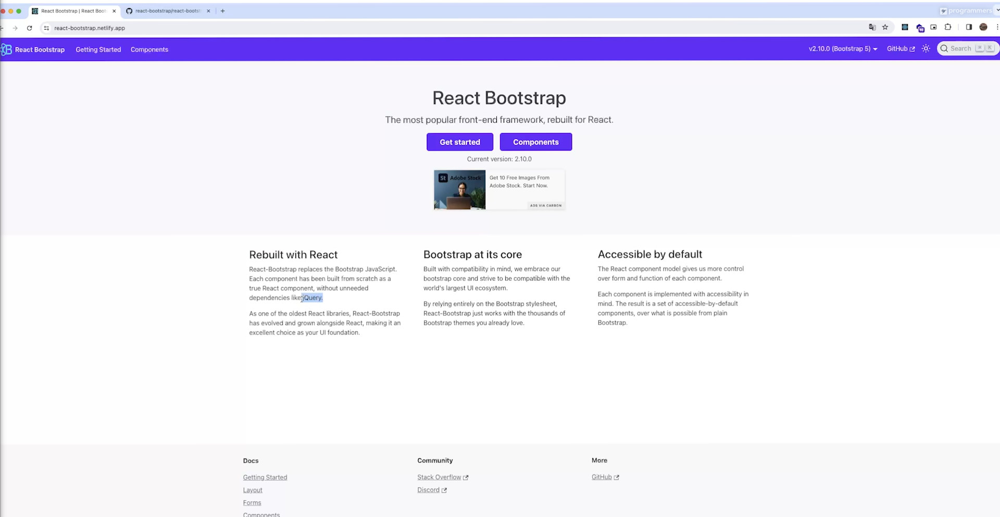 React Bootstrap | React Boot
react-bootstrap/react-bootst
programmers
react-bootstrap.netlify.app
10
React Bootstrap
Getting Started
Components
v2.10.0 (Bootstrap 5)
GitHub
Search
⌘
K
React Bootstrap
The most popular front-end framework, rebuilt for React.
Get started
Components
Current version: 2.10.0
St Adobe Stock
Get 10 Free Images From
Adobe Stock. Start Now.
ADS VIA CARBON
Rebuilt with React
React-Bootstrap replaces the Bootstrap JavaScript.
Each component has been built from scratch as a
true React component, without unneeded
dependencies like jQuery.
As one of the oldest React libraries, React-Bootstrap
has evolved and grown alongside React, making it an
excellent choice as your UI foundation.
Bootstrap at its core
Built with compatibility in mind, we embrace our
bootstrap core and strive to be compatible with the
world's largest UI ecosystem.
By relying entirely on the Bootstrap stylesheet,
React-Bootstrap just works with the thousands of
Bootstrap themes you already love.
Accessible by default
The React component model gives us more control
over form and function of each component.
Each component is implemented with accessibility in
mind. The result is a set of accessible-by-default
components, over what is possible from plain
Bootstrap.
Docs
Getting Started
Layout
Forms
Components
Community
Stack Overflow
Discord
More
GitHub